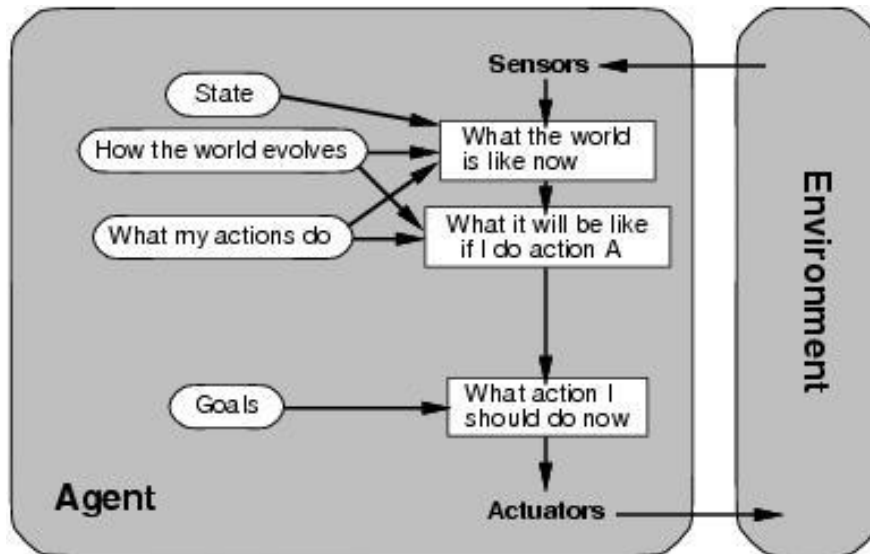 Sensors
State
What the world
is like now
How the world evolves
What my actions do
What it will be like
if I do action A
Goals
What action I
should do now
Agent
Actuators
Environment